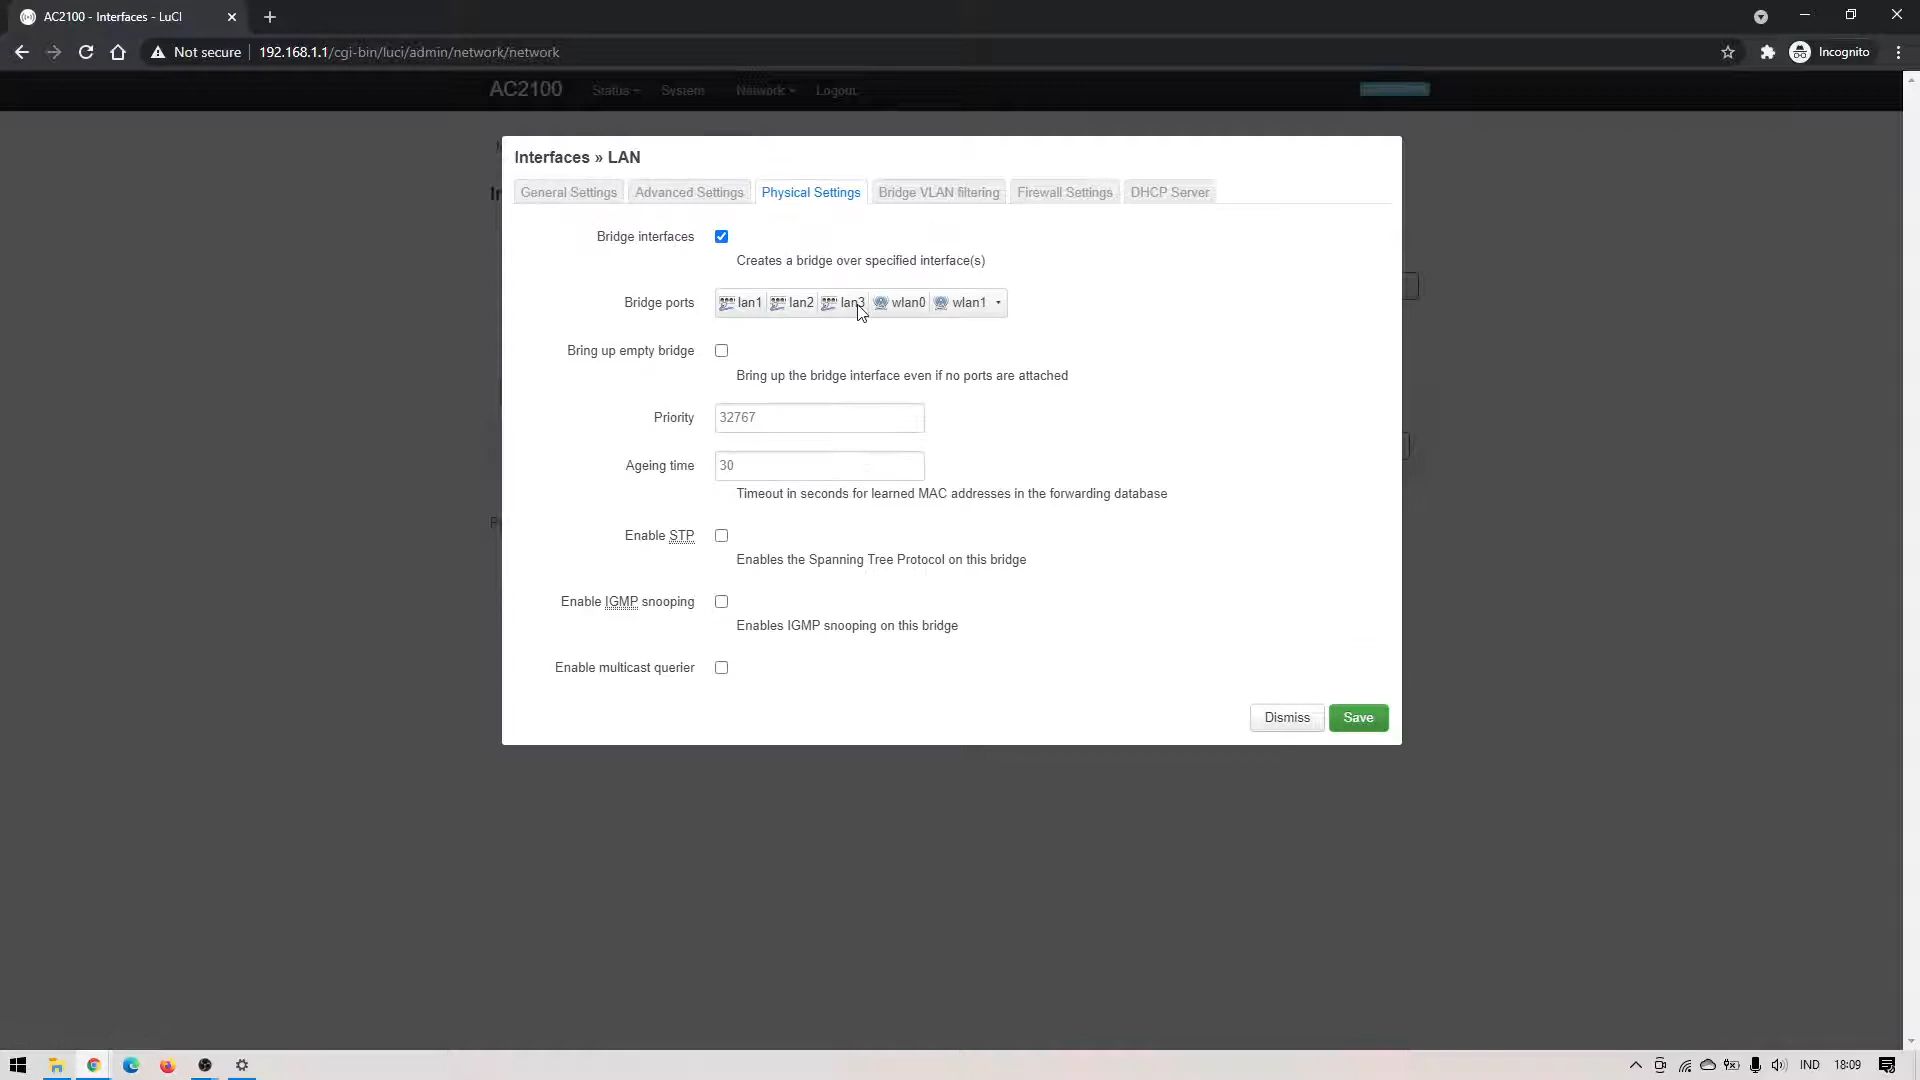 AC2100 - Interfaces - LuCI
Not secure 192.168.1.1/cgi-bin/luci/admin/network/network Incognito
AC2100 Status System Network Logout
Interfaces » LAN
General Settings Advanced Settings Physical Settings Bridge VLAN filtering Firewall Settings DHCP Server
Bridge interfaces
Creates a bridge over specified interface(s)
Bridge ports lan1 lan2 lan3 wlan0 wlan1
Bring up empty bridge
Bring up the bridge interface even if no ports are attached
Priority 32767
Ageing time 30
Timeout in seconds for learned MAC addresses in the forwarding database
Enable STP
Enables the Spanning Tree Protocol on this bridge
Enable IGMP snooping
Enables IGMP snooping on this bridge
Enable multicast querier
Dismiss Save
IND 18:09